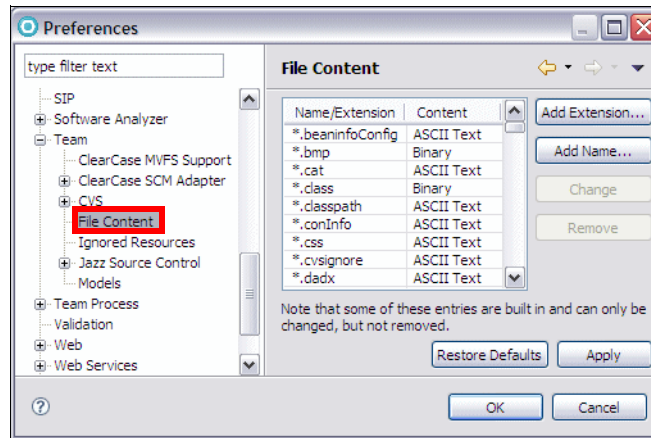 Preferences
type filter text
SIP
Software Analyzer
Team
ClearCase MVFS Support
ClearCase SCM Adapter
CVS
File Content
Ignored Resources
Jazz Source Control
Models
Team Process
Validation
Web
Web Services
File Content
Name/Extension Content
*.beaninfoConfig ASCII Text
*.bmp Binary
*.cat ASCII Text
*.class Binary
*.classpath ASCII Text
*.conInfo ASCII Text
*.css ASCII Text
*.cvsignore ASCII Text
*.dadx ASCII Text
Add Extension...
Add Name...
Change
Remove
Note that some of these entries are built in and can only be
changed, but not removed.
Restore Defaults
Apply
OK
Cancel